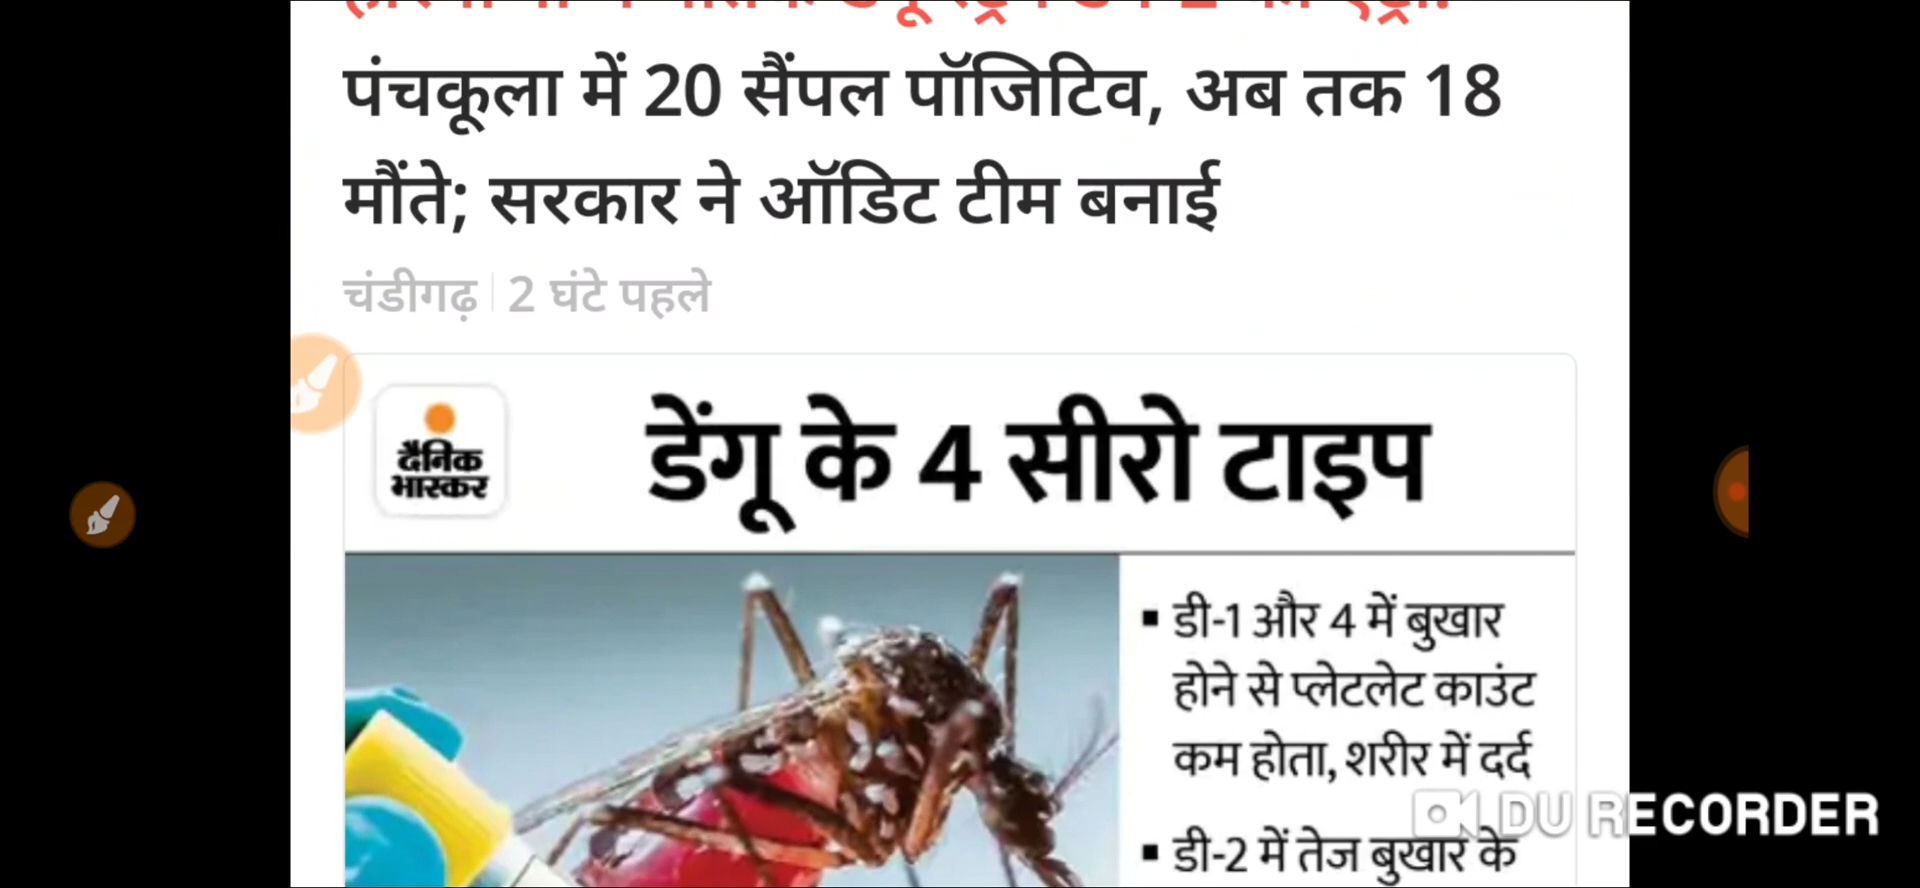 पंचकूला में 20 सैंपल पॉजिटिव, अब तक 18
मौंते; सरकार ने ऑडिट टीम बनाई
चंडीगढ़ | 2 घंटे पहले
दैनिक
भास्कर
डेंगू के 4 सीरो टाइप
▪ डी-1 और 4 में बुखार
होने से प्लेटलेट काउंट
कम होता, शरीर में दर्द
▪ डी-2 में तेज बुखार के
DU RECORDER